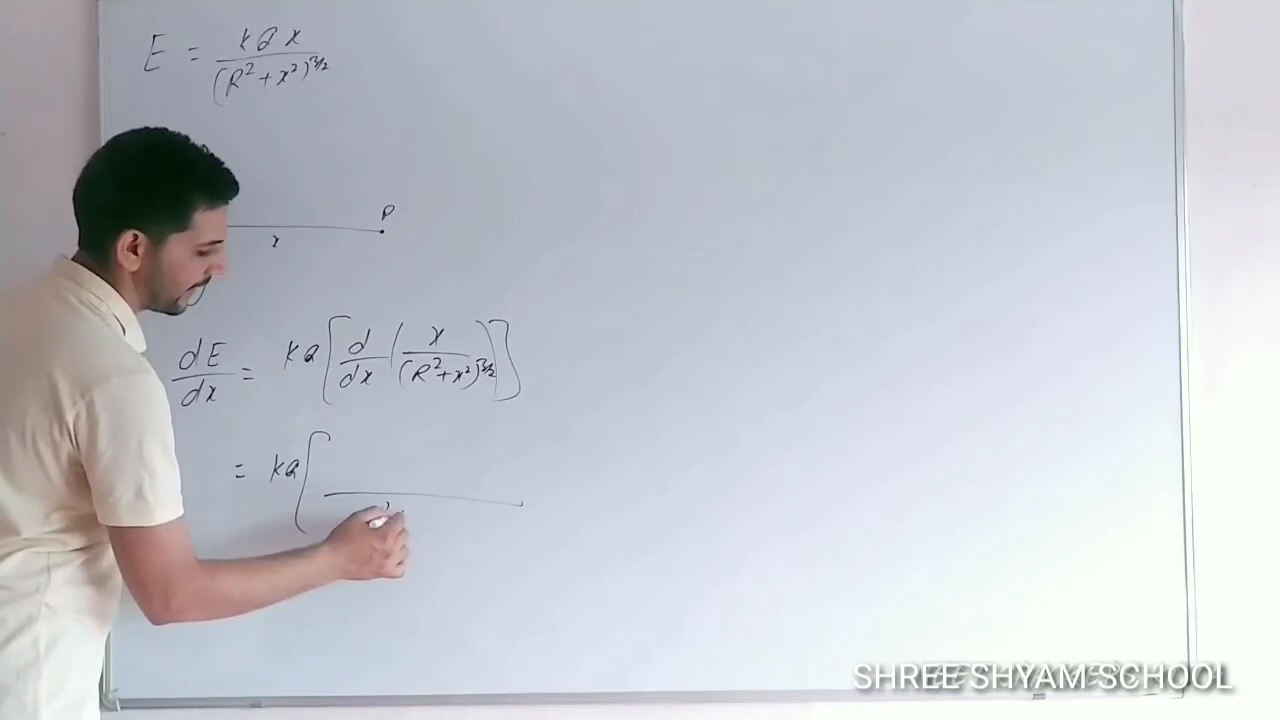 E = kQx/(R²+x²)^3/2
P
x
dE/dx = kQ[d/dx(x/(R²+x²)^3/2)]
= kQ[
SHREE SHYAM SCHOOL